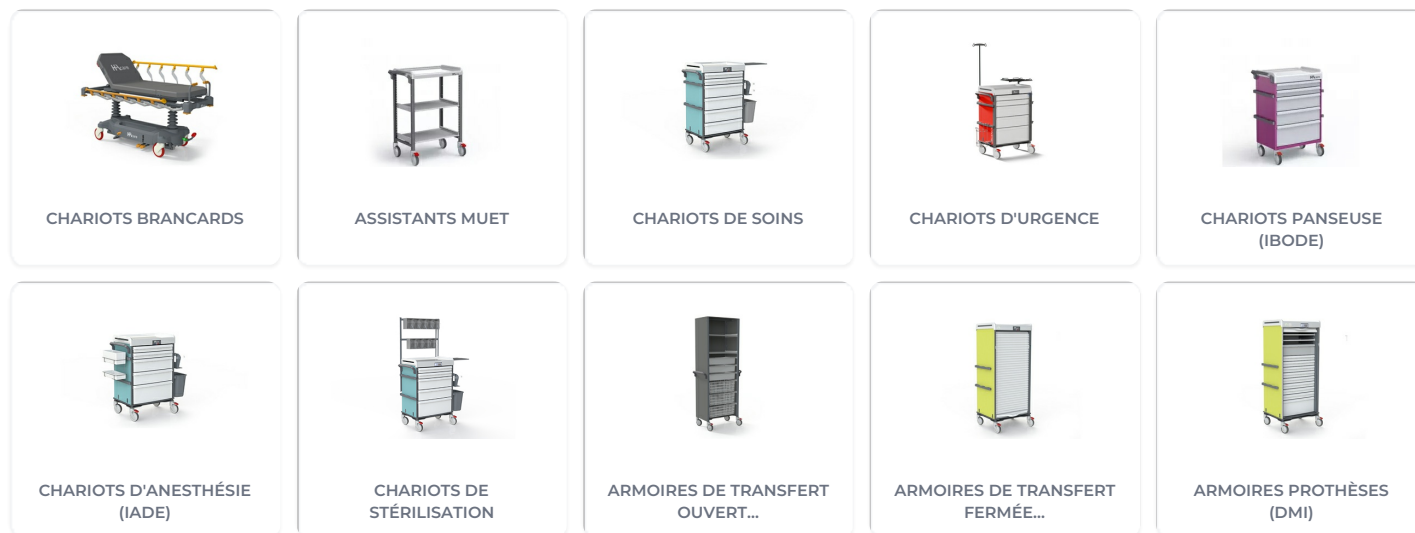 CHARIOTS BRANCARDS
ASSISTANTS MUET
CHARIOTS DE SOINS
CHARIOTS D'URGENCE
CHARIOTS PANSEUSE
(IBODE)
CHARIOTS D'ANESTHÉSIE
(IADE)
CHARIOTS DE
STÉRILISATION
ARMOIRES DE TRANSFERT
OUVERT...
ARMOIRES DE TRANSFERT
FERMÉE...
ARMOIRES PROTHÈSES
(DMI)